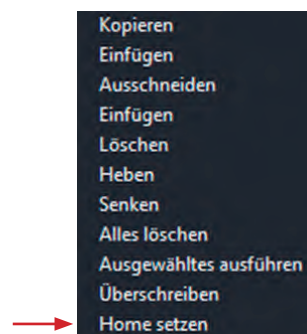 Kopieren
Einfügen
Ausschneiden
Einfügen
Löschen
Heben
Senken
Alles löschen
Ausgewähltes ausführen
Überschreiben
Home setzen